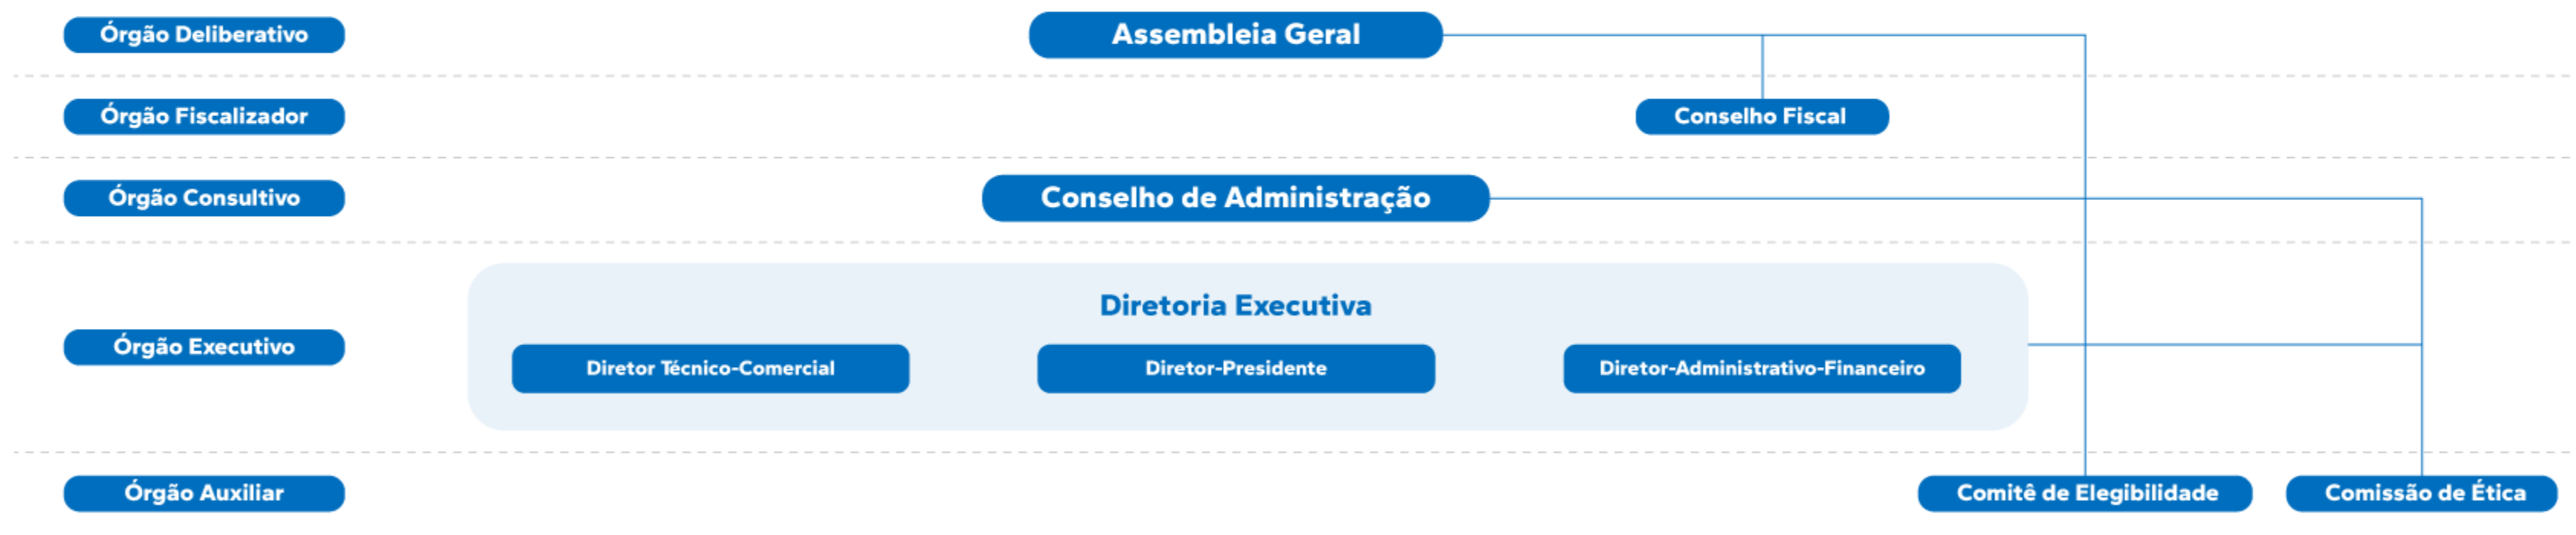 Órgão Deliberativo
Assembleia Geral
Órgão Fiscalizador
Conselho Fiscal
Órgão Consultivo
Conselho de Administração
Diretoria Executiva
Órgão Executivo
Diretor Técnico-Comercial
Diretor-Presidente
Diretor-Administrativo-Financeiro
Órgão Auxiliar
Comitê de Elegibilidade
Comissão de Ética